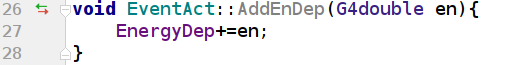 26 void EventAct::AddEnDep(G4double en){
27     EnergyDep+=en;
28 }